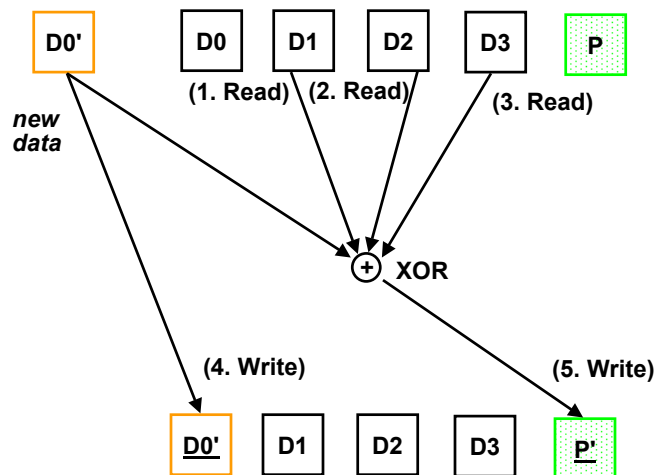 D0' D0 D1 D2 D3 P
(1. Read) (2. Read) (3. Read)
new
data
+ XOR
(4. Write) (5. Write)
D0' D1 D2 D3 P'